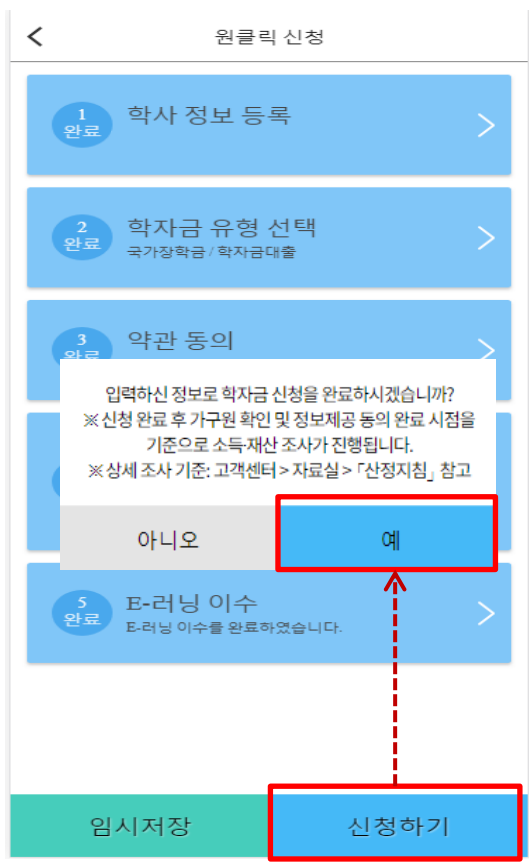 원클릭 신청
1
완료
학사 정보 등록
2
완료
학자금 유형 선택
국가장학금 / 학자금대출
3
완료
약관 동의
입력하신 정보로 학자금 신청을 완료하시겠습니까?
※ 신청 완료 후 가구원 확인 및 정보제공 동의 완료 시점을
기준으로 소득·재산 조사가 진행됩니다.
※ 상세 조사 기준: 고객센터 > 자료실 > 「산정지침」 참고
아니오
예
5
완료
E-러닝 이수
E-러닝 이수를 완료하였습니다.
임시저장
신청하기